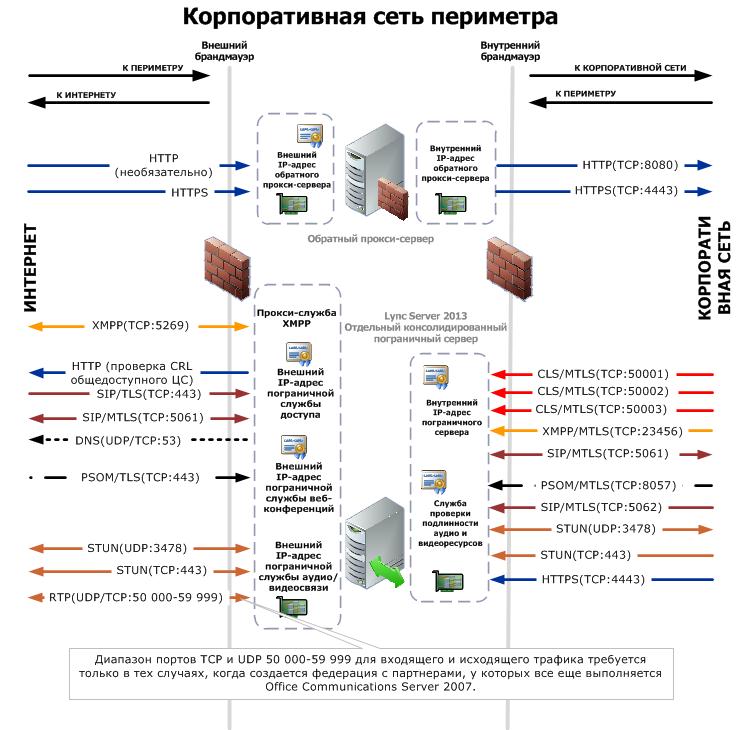 Корпоративная сеть периметра
Внешний
брандмауэр
Внутренний
брандмауэр
К ПЕРИМЕТРУ
К ИНТЕРНЕТУ
К КОРПОРАТИВНОЙ СЕТИ
К ПЕРИМЕТРУ
HTTP
(необязательно)
HTTPS
Внешний
IP-адрес
обратного
прокси-сервера
Внутренний
IP-адрес
обратного
прокси-сервера
HTTP(TCP:8080)
HTTPS(TCP:4443)
Обратный прокси-сервер
ИНТЕРНЕТ
КОРПОРАТИ
ВНАЯ СЕТЬ
XMPP(TCP:5269)
HTTP (проверка CRL
общедоступного ЦС)
SIP/TLS(TCP:443)
SIP/MTLS(TCP:5061)
DNS(UDP/TCP:53)
PSOM/TLS(TCP:443)
STUN(UDP:3478)
STUN(TCP:443)
RTP(UDP/TCP:50 000-59 999)
Прокси-служба
XMPP
Внешний
IP-адрес
пограничной
службы
доступа
Внешний
IP-адрес
пограничной
службы веб-
конференций
Внешний
IP-адрес
пограничной
службы аудио/
видеосвязи
Lync Server 2013
Отдельный консолидированный
пограничный сервер
Внутренний
IP-адрес
пограничного
сервера
Служба
проверки
подлинности
аудио и
видеоресурсов
CLS/MTLS(TCP:50001)
CLS/MTLS(TCP:50002)
CLS/MTLS(TCP:50003)
XMPP/MTLS(TCP:23456)
SIP/MTLS(TCP:5061)
PSOM/MTLS(TCP:8057)
SIP/MTLS(TCP:5062)
STUN(UDP:3478)
STUN(TCP:443)
HTTPS(TCP:4443)
Диапазон портов TCP и UDP 50 000-59 999 для входящего и исходящего трафика требуется
только в тех случаях, когда создается федерация с партнерами, у которых все еще выполняется
Office Communications Server 2007.